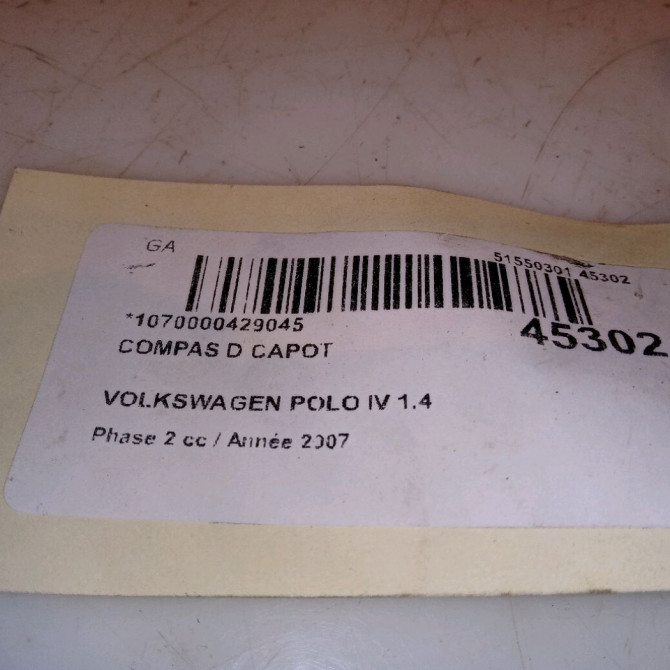 GA
51550301 45302
*1070000429045
45302
COMPAS D CAPOT
VOLKSWAGEN POLO IV 1.4
Phase 2 cc / Année 2007